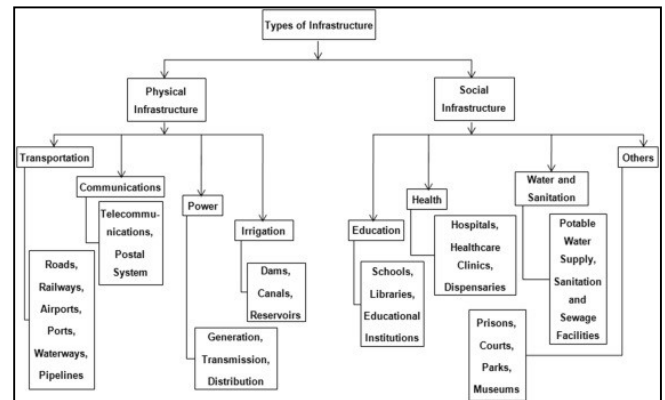 Types of Infrastructure
Physical
Infrastructure
Social
Infrastructure
Transportation
Communications
Power
Irrigation
Education
Health
Water and
Sanitation
Others
Roads,
Railways,
Airports,
Ports,
Waterways,
Pipelines
Telecommu-
nications,
Postal
System
Generation,
Transmission,
Distribution
Dams,
Canals,
Reservoirs
Schools,
Libraries,
Educational
Institutions
Hospitals,
Healthcare
Clinics,
Dispensaries
Potable
Water
Supply,
Sanitation
and
Sewage
Facilities
Prisons,
Courts,
Parks,
Museums